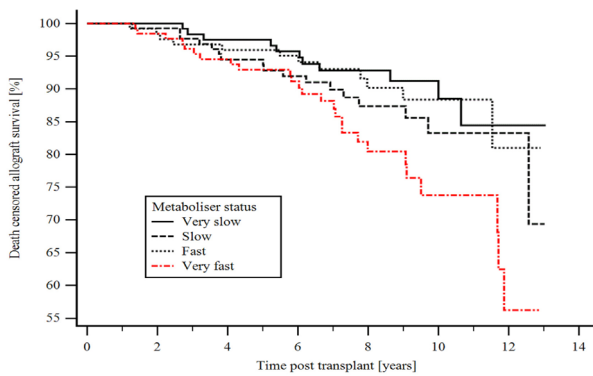 Death censored allograft survival [%]
100
95
90
85
80
75
70
65
60
55
Metaboliser status
Very slow
Slow
Fast
Very fast
0 2 4 6 8 10 12 14
Time post transplant [years]